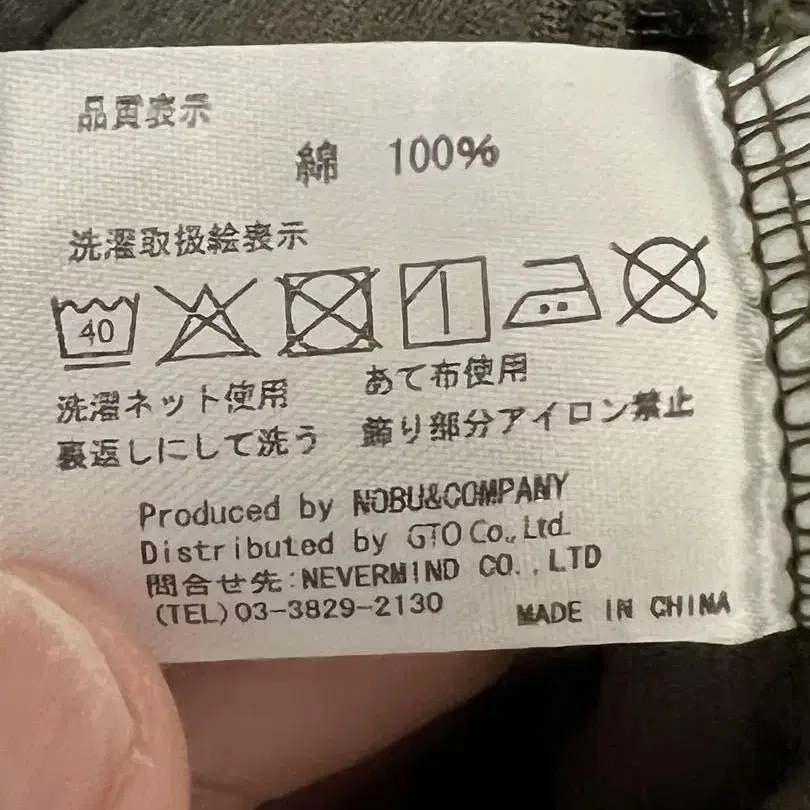 品質表示
綿 100%
洗濯取扱絵表示
40
洗濯ネット使用 あて布使用
裏返しにして洗う 飾り部分アイロン禁止
Produced by NOBU&COMPANY
Distributed by GTO Co.,Ltd.
問合せ先:NEVERMIND CO.,LTD
(TEL)03-3829-2130 MADE IN CHINA